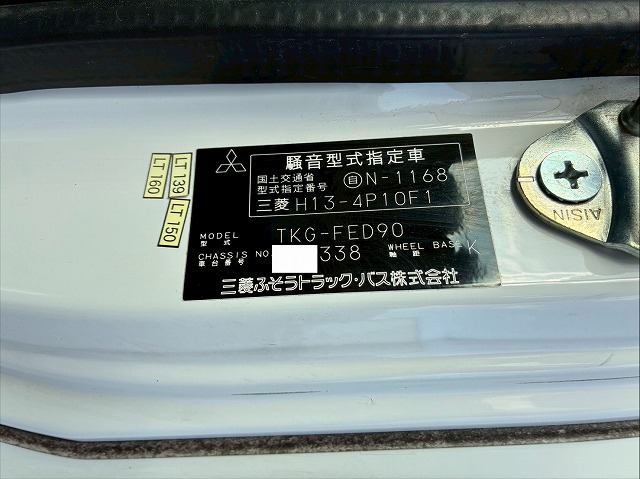 騒音型式指定車
国土交通省
型式指定番号 自N-1168
三菱 H13-4P10F1
MODEL
型式 TKG-FED90
CHASSIS NO.
車台番号 338
WHEEL BASE
軸距 K
三菱ふそうトラック・バス株式会社
LT 160
LT 139
LT 150
AISIN